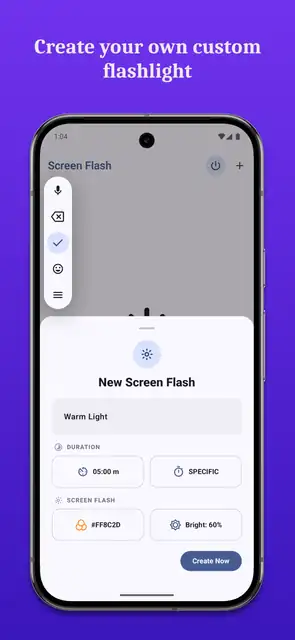 Create your own custom
flashlight
1:04
Screen Flash
New Screen Flash
Warm Light
DURATION
05:00 m
SPECIFIC
SCREEN FLASH
#FF8C2D
Bright: 60%
Create Now